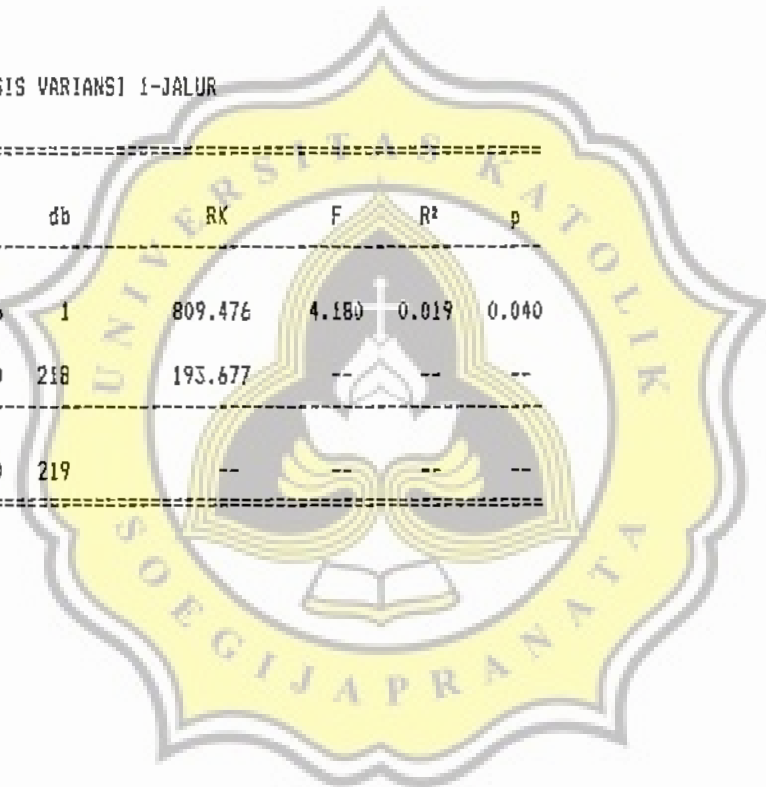 SIS VARIANSI 1-JALUR
db RK F R² p
1 809.476 4.180 0.019 0.040
218 193.677 -- -- --
219 -- -- -- --
UNIVERSITAS KATOLIK
SOEGIJAPRANATA